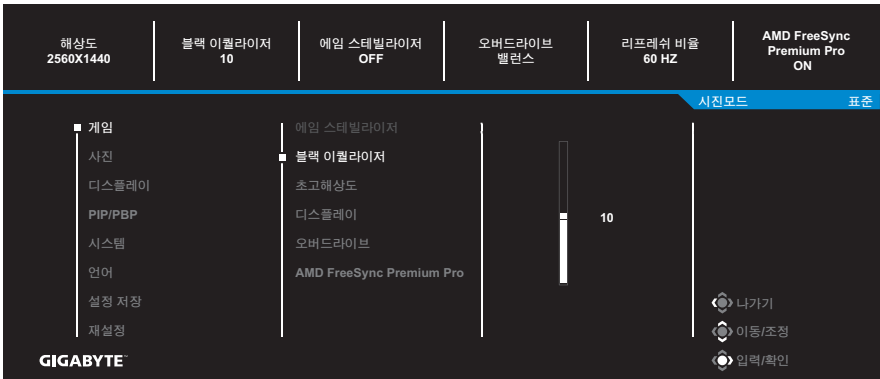 해상도
2560X1440
블랙 이퀄라이저
10
에임 스테빌라이저
OFF
오버드라이브
밸런스
리프레쉬 비율
60 HZ
AMD FreeSync
Premium Pro
ON
시진모드 표준
게임
사진
디스플레이
PIP/PBP
시스템
언어
설정 저장
재설정
에임 스테빌라이저
블랙 이퀄라이저
초고해상도
디스플레이
오버드라이브
AMD FreeSync Premium Pro
10
나가기
이동/조정
입력/확인
GIGABYTE™